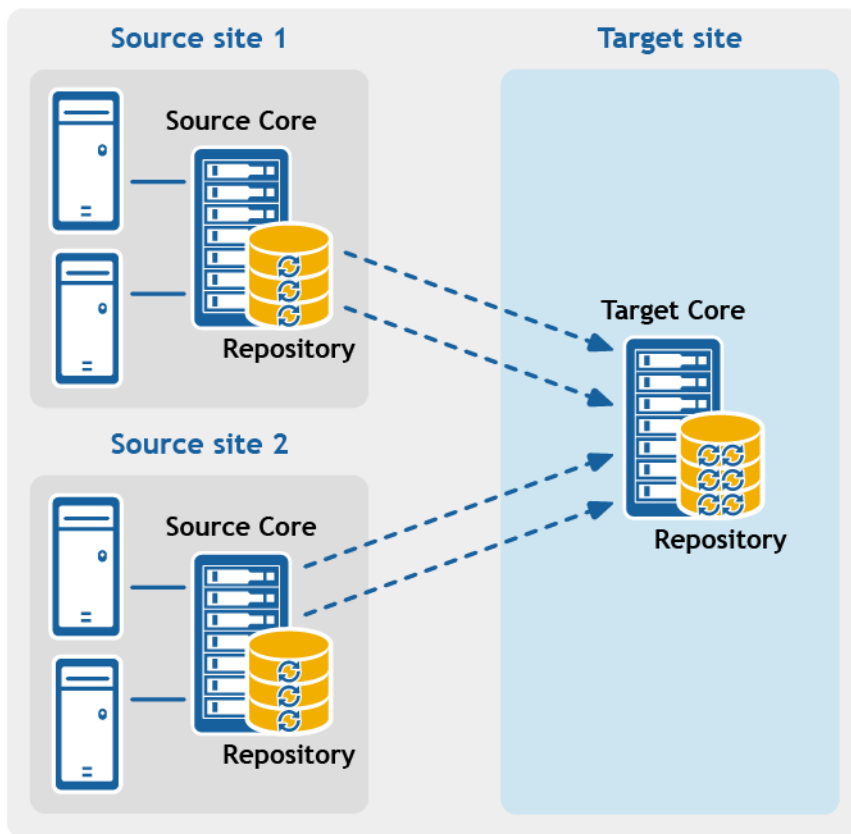 Source site 1
Target site
Source Core
Repository
Target Core
Repository
Source site 2
Source Core
Repository